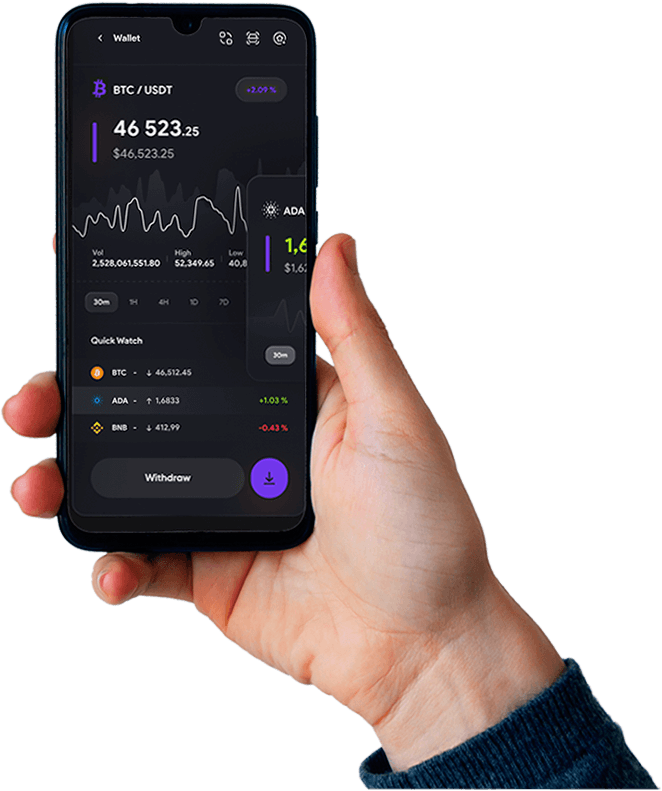 Wallet
BTC / USDT
+2.09 %
46 523.25
$46,523.25
ADA
1,6
$1,6
Vol High Low
2,528,061,551.80 52,349.65 40,8
30m 1H 4H 1D 7D
30m
Quick Watch
BTC - ↓ 46,512.45
ADA - ↑ 1,6833 +1.03 %
BNB - ↓ 412,99 -0.43 %
Withdraw